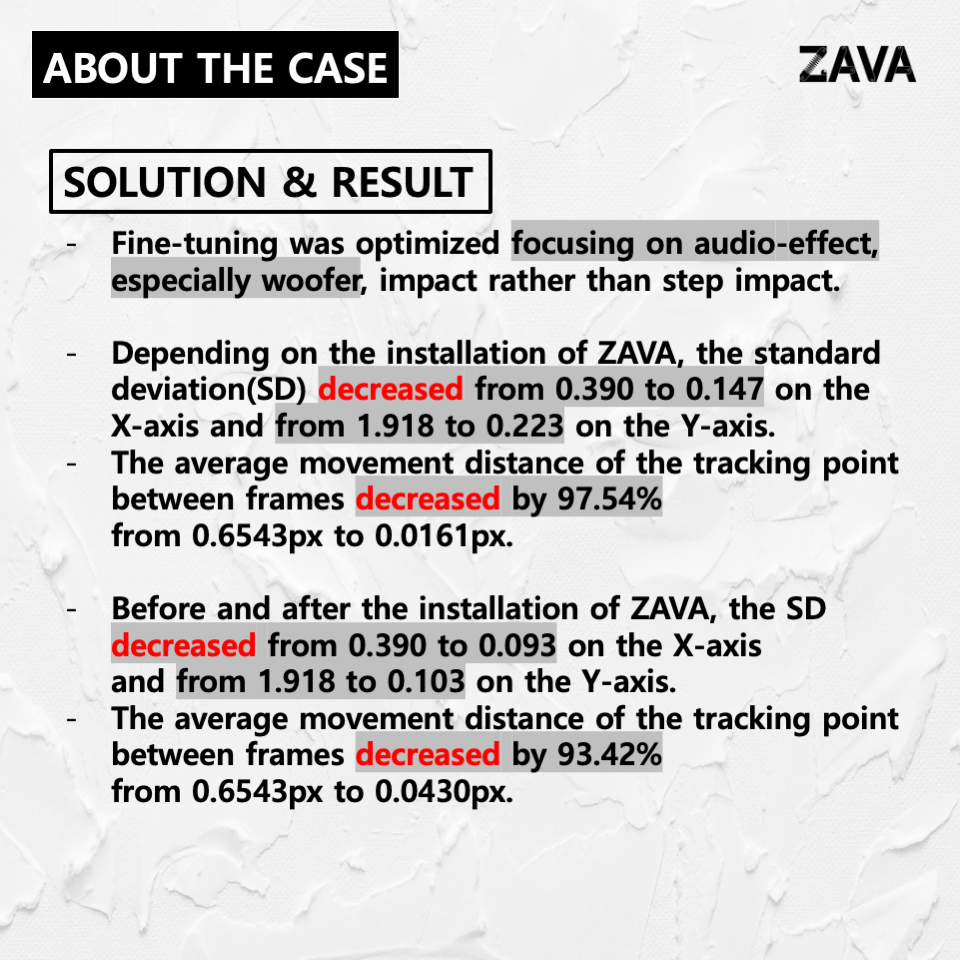 ABOUT THE CASE
ZAVA
SOLUTION & RESULT
- Fine-tuning was optimized focusing on audio-effect,
especially woofer, impact rather than step impact.
- Depending on the installation of ZAVA, the standard
deviation(SD) decreased from 0.390 to 0.147 on the
X-axis and from 1.918 to 0.223 on the Y-axis.
- The average movement distance of the tracking point
between frames decreased by 97.54%
from 0.6543px to 0.0161px.
- Before and after the installation of ZAVA, the SD
decreased from 0.390 to 0.093 on the X-axis
and from 1.918 to 0.103 on the Y-axis.
- The average movement distance of the tracking point
between frames decreased by 93.42%
from 0.6543px to 0.0430px.